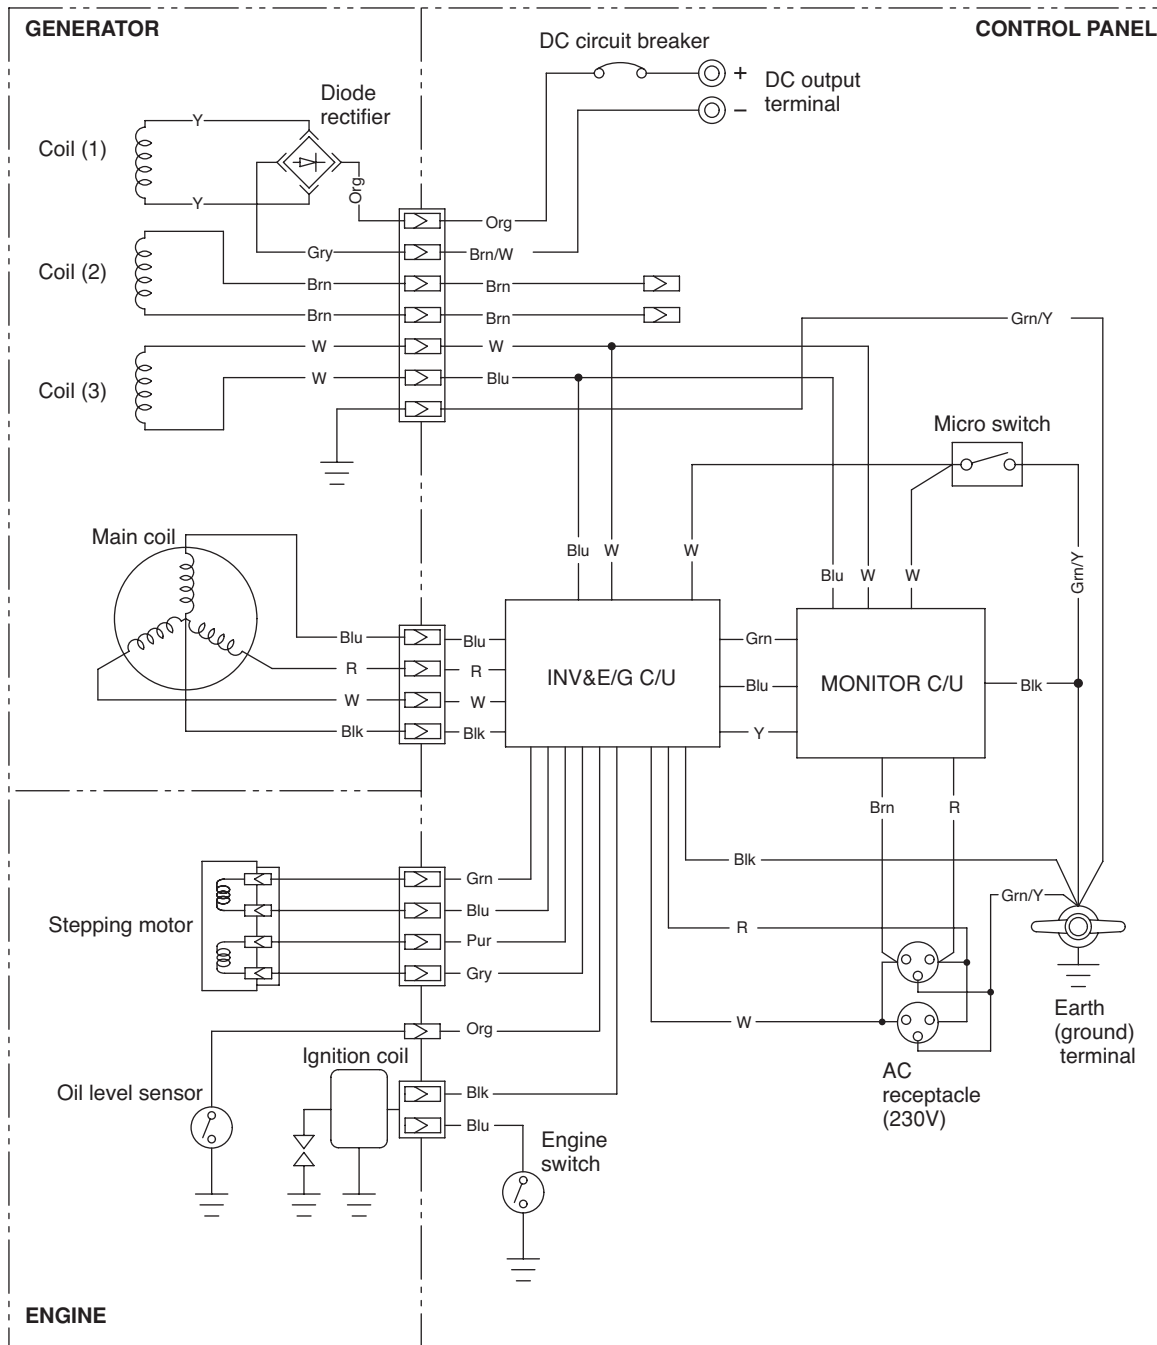 GENERATOR
CONTROL PANEL
DC circuit breaker
+
DC output
terminal
−
Diode
rectifier
Coil (1)
Y
Y
Org
Org
Gry
Brn/W
Coil (2)
Brn
Brn
Brn
Brn
Grn/Y
W
W
Coil (3)
W
Blu
Micro switch
Main coil
Blu
W
W
Blu
W
W
Grn/Y
Blu
Blu
Grn
R
R
INV&E/G C/U
MONITOR C/U
Blu
Blk
W
W
Blk
Blk
Y
Brn
R
Blk
Grn
Grn/Y
Blu
Stepping motor
R
Pur
Gry
W
Org
Earth
(ground)
terminal
Ignition coil
AC
receptacle
(230V)
Oil level sensor
Blk
Blu
Engine
switch
ENGINE